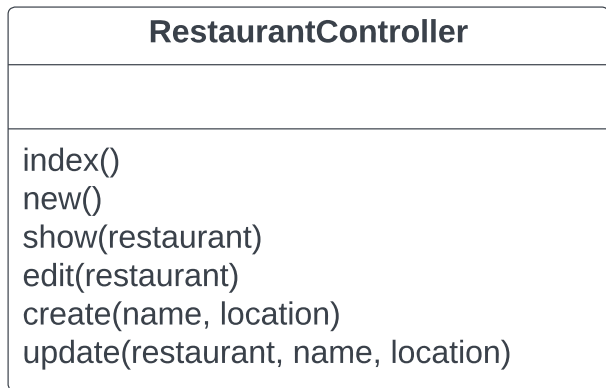 RestaurantController
index()
new()
show(restaurant)
edit(restaurant)
create(name, location)
update(restaurant, name, location)